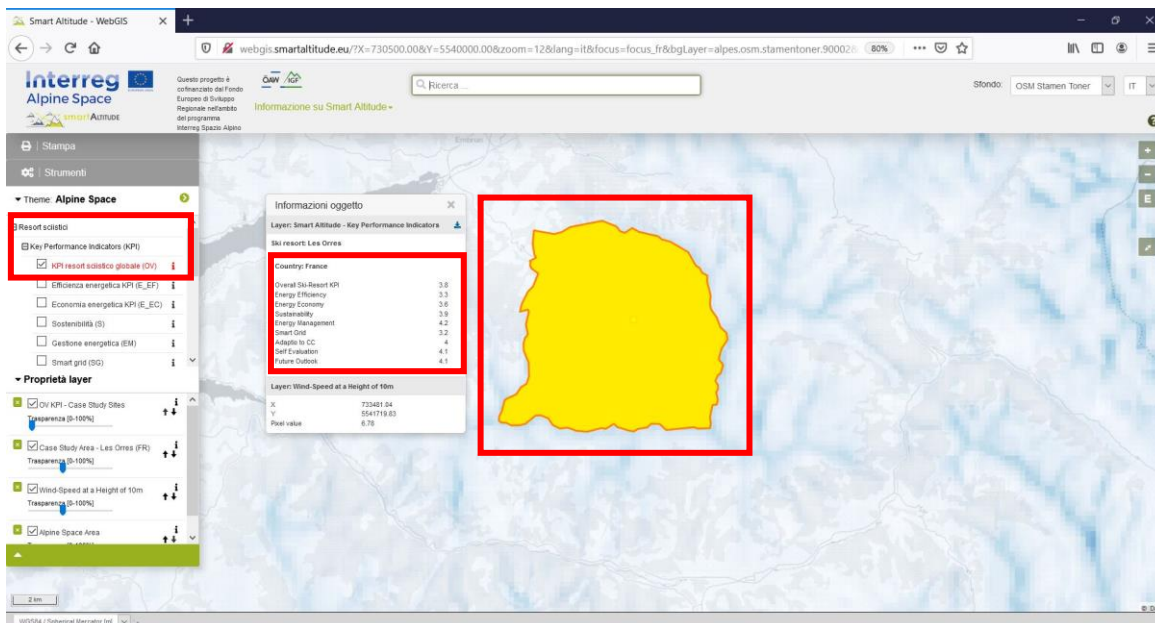 Smart Altitude - WebGIS
webgis.smartaltitude.eu/?X=730500.00&Y=5540000.00&zoom=12&lang=it&focus=focus_fr&bgLayer=alpes.osm.stamentoner.90002
80%
Interreg
Alpine Space
smartAltitude
Questo progetto è
cofinanziato dal Fondo
Europeo di Sviluppo
Regionale nell'ambito
del programma
Interreg Spazio Alpino
ÖAW IGF
Informazione su Smart Altitude
Ricerca...
Sfondo: OSM Stamen Toner IT
Stampa
Strumenti
Theme: Alpine Space
Resort sciistici
Key Performance Indicators (KPI)
KPI resort sciistico globale (OV) i
Efficienza energetica KPI (E_EF) i
Economia energetica KPI (E_EC) i
Sostenibilità (S) i
Gestione energetica (EM) i
Smart grid (SG) i
Proprietà layer
OV KPI - Case Study Sites i
Trasparenza [0-100%]
Case Study Area - Les Orres (FR) i
Trasparenza [0-100%]
Wind-Speed at a Height of 10m i
Trasparenza [0-100%]
Alpine Space Area i
2 km
WGS84 / Spherical Mercator
Embrun
Informazioni oggetto
Layer: Smart Altitude - Key Performance Indicators
Ski resort: Les Orres
Country: France
Overall Ski-Resort KPI 3.8
Energy Efficiency 3.3
Energy Economy 3.6
Sustainability 3.9
Energy Management 4.2
Smart Grid 3.2
Adaptio to CC 4
Self Evaluation 4.1
Future Outlook 4.1
Layer: Wind-Speed at a Height of 10m
X 733481.04
Y 5541719.83
Pixel value 6.78
E